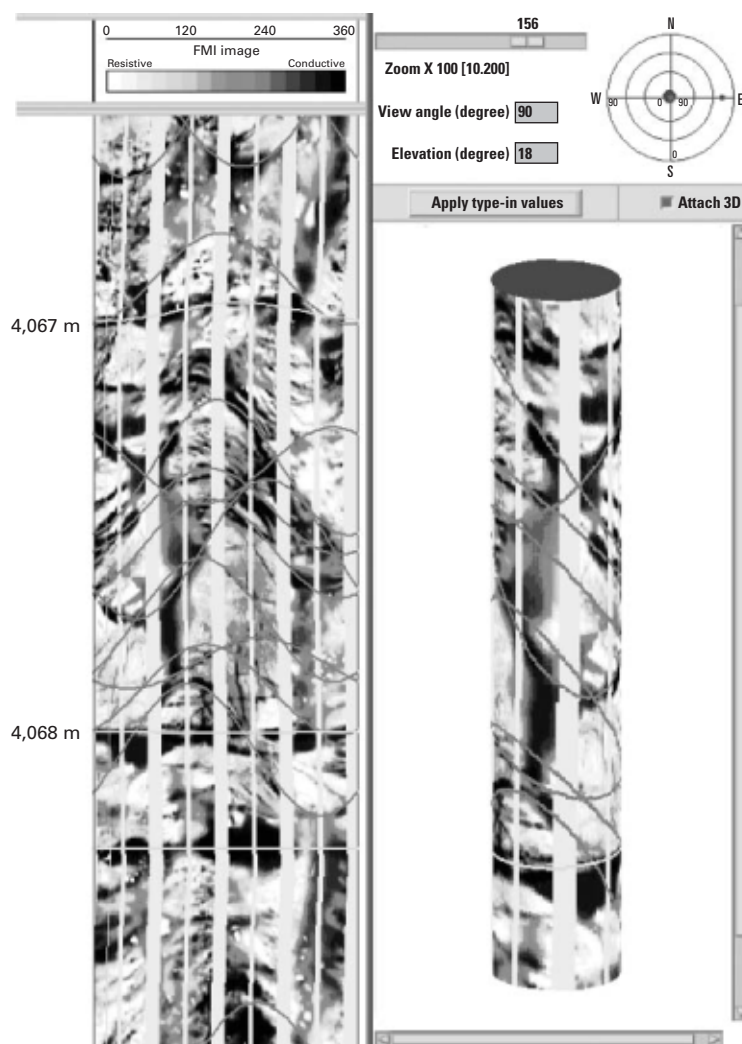 0 120 240 360
FMI image
Resistive Conductive
4,067 m
4,068 m
156
Zoom X 100 [10.200]
View angle (degree) 90
Elevation (degree) 18
N
W 90 0 90 E
0
S
Apply type-in values Attach 3D